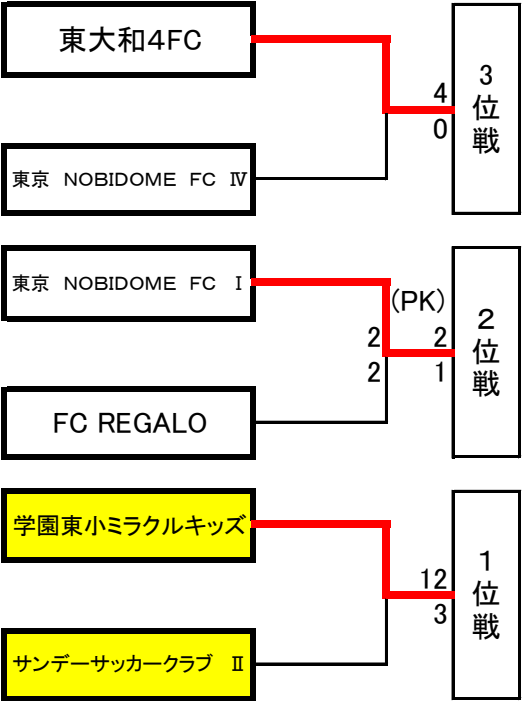 東大和4FC
4
0
3位戦
東京　NOBIDOME　FC　Ⅳ
東京　NOBIDOME　FC　Ⅰ
(PK)
2 2
2 1
2位戦
FC REGALO
学園東小ミラクルキッズ
12
3
1位戦
サンデーサッカークラブ　Ⅱ